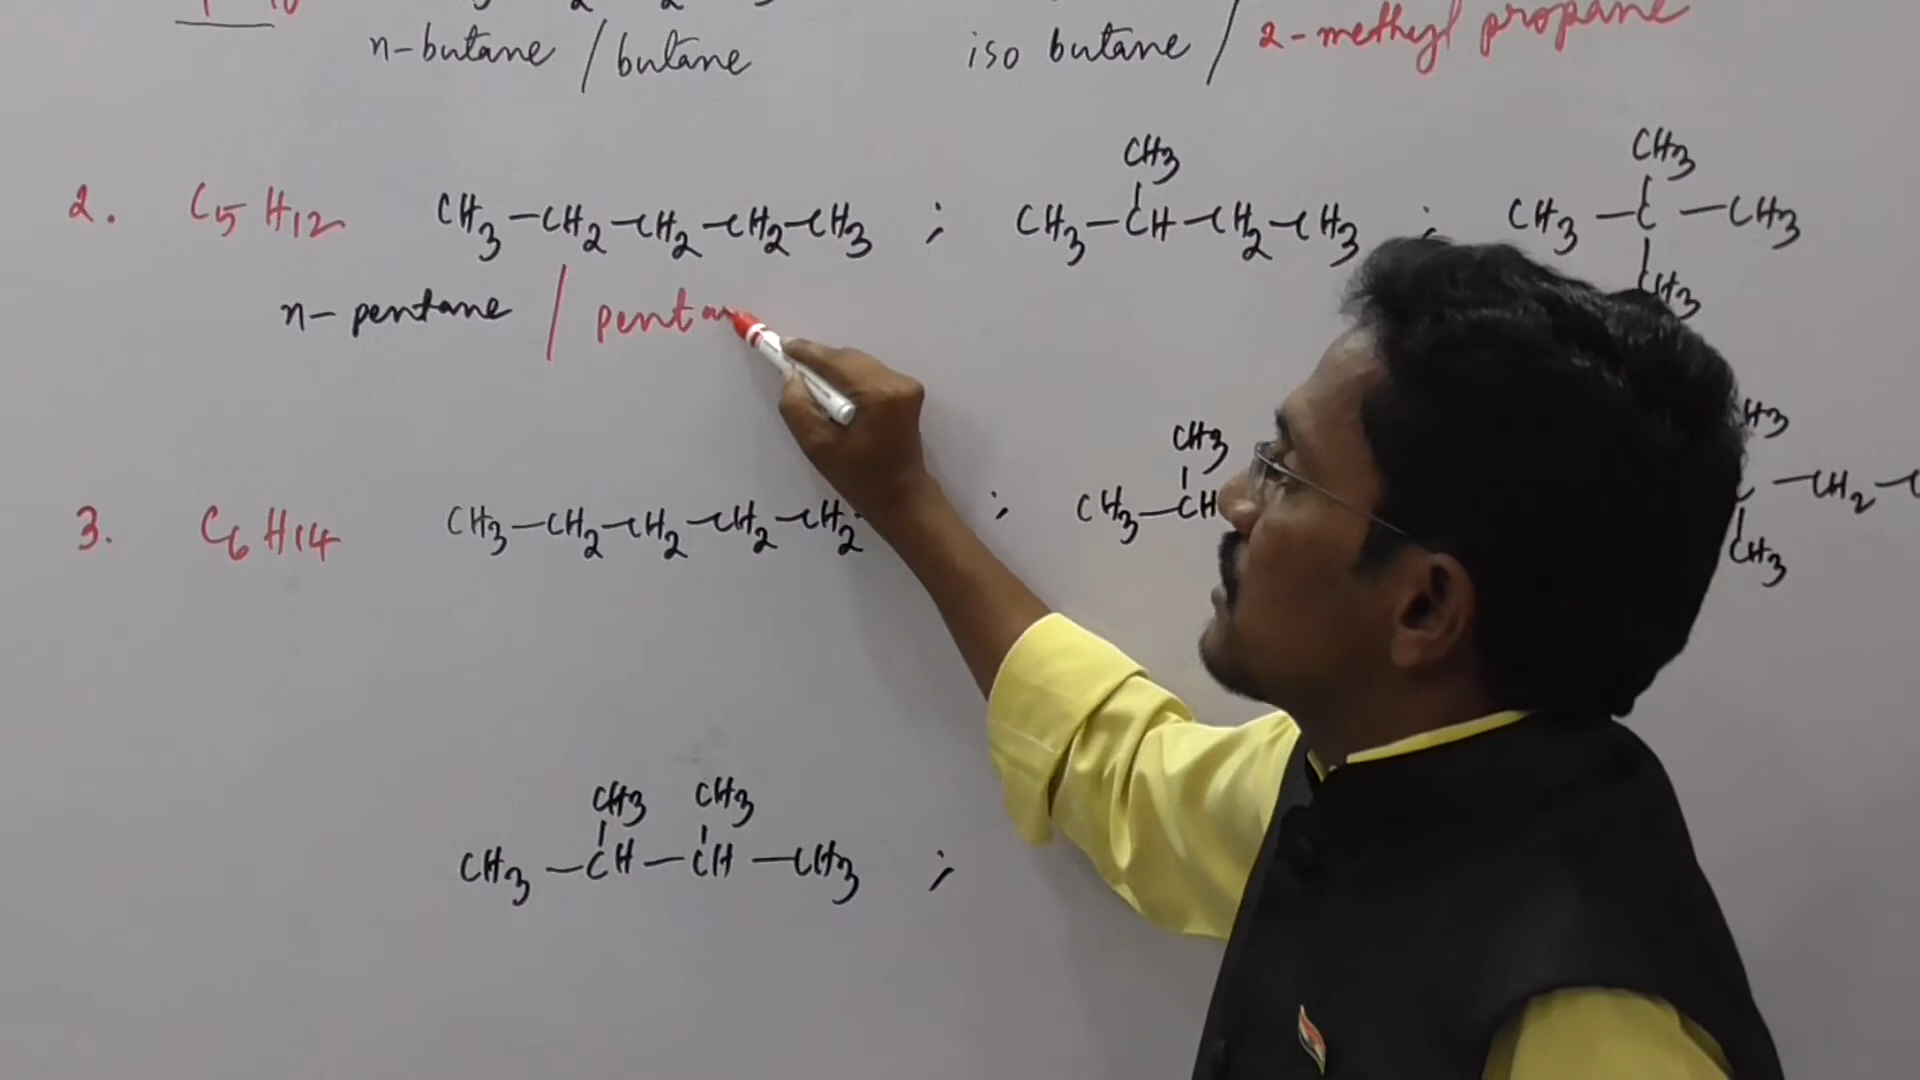 n-butane / butane iso butane / 2-methyl propane
CH3 CH3
2. C5H12 CH3-CH2-CH2-CH2-CH3 ; CH3-CH-CH2-CH3 ; CH3-C-CH3
CH3
n-pentane / penta
CH3 H3
3. C6H14 CH3-CH2-CH2-CH2-CH2 ; CH3-CH -CH2-
CH3
CH3 CH3
CH3-CH-CH-CH3 ;